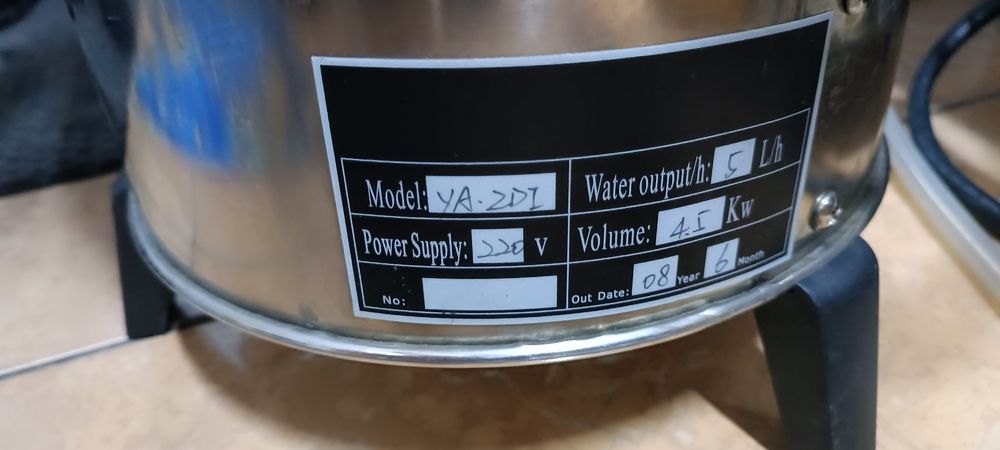 Model: YA.ZDI
Water output/h: 5 L/h
Power Supply: 220 V
Volume: 4.5 Kw
No:
Out Date: 08 Year 6 Month